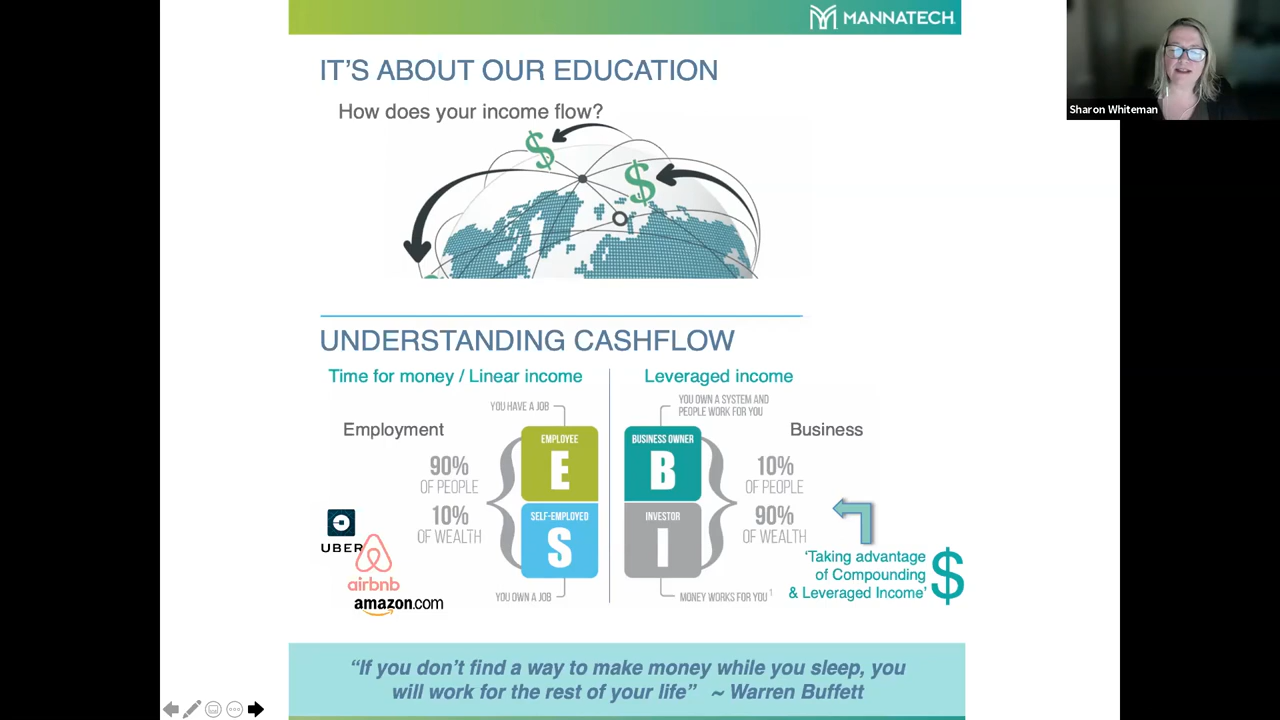 MANNATECH
Sharon Whiteman
IT'S ABOUT OUR EDUCATION
How does your income flow?
$
$
UNDERSTANDING CASHFLOW
Time for money / Linear income
Leveraged income
YOU HAVE A JOB
YOU OWN A SYSTEM AND
PEOPLE WORK FOR YOU
Employment
EMPLOYEE
E
BUSINESS OWNER
B
Business
90%
OF PEOPLE
10%
OF WEALTH
10%
OF PEOPLE
90%
OF WEALTH
SELF-EMPLOYED
S
INVESTOR
I
UBER
airbnb
amazon.com
YOU OWN A JOB
MONEY WORKS FOR YOU 1
'Taking advantage
of Compounding
& Leveraged Income'
$
“If you don’t find a way to make money while you sleep, you
will work for the rest of your life” ~ Warren Buffett